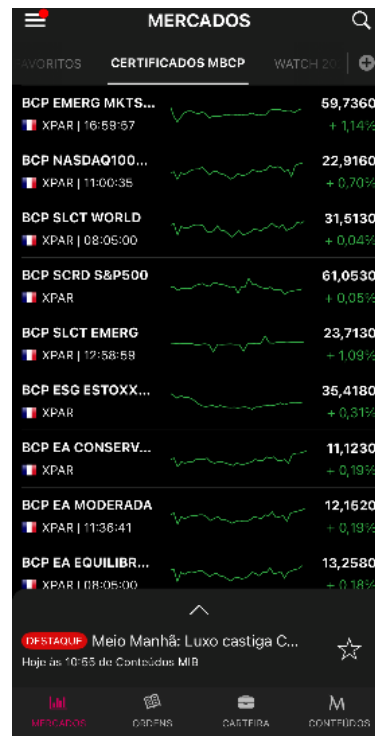 MERCADOS
AVORITOS CERTIFICADOS MBCP WATCH 20
BCP EMERG MKTS... 59,7360
XPAR | 16:59:57 + 1,14%
BCP NASDAQ100... 22,9160
XPAR | 11:00:35 + 0,70%
BCP SLCT WORLD 31,5130
XPAR | 08:05:00 + 0,04%
BCP SCRD S&P500 61,0530
XPAR + 0,05%
BCP SLCT EMERG 23,7130
XPAR | 12:58:59 + 1,09%
BCP ESG ESTOXX... 35,4180
XPAR + 0,31%
BCP EA CONSERV... 11,1230
XPAR + 0,19%
BCP EA MODERADA 12,1520
XPAR | 11:36:41 + 0,19%
BCP EA EQUILIBR... 13,2580
XPAR | 08:05:00 + 0,18%
DESTAQUE Meio Manhã: Luxo castiga C...
Hoje às 10:55 de Conteúdos MIB
MERCADOS ORDENS CARTEIRA CONTEÚDOS